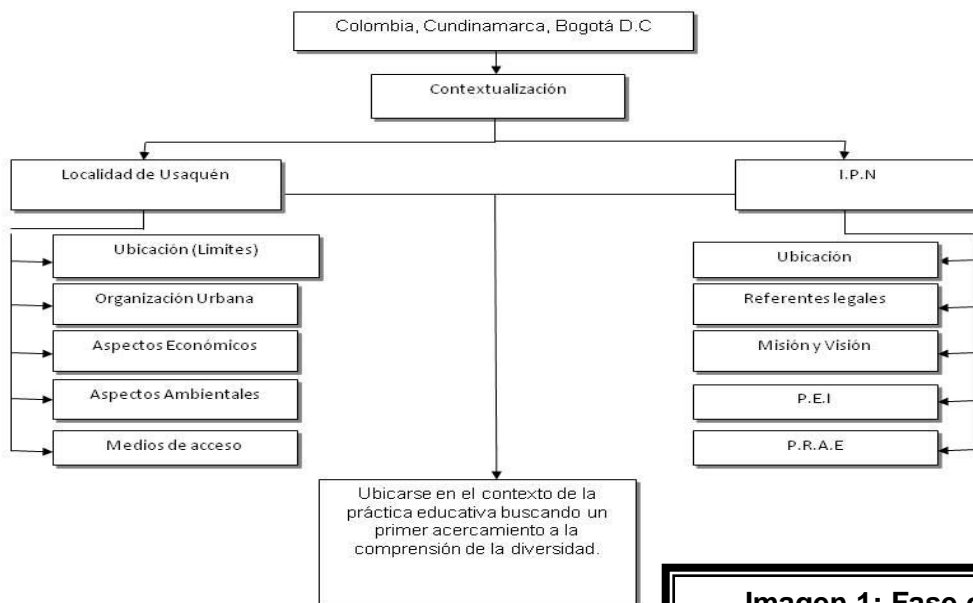 Colombia, Cundinamarca, Bogotá D.C
Contextualización
Localidad de Usaquén
I.P.N
Ubicación (Limites)
Organización Urbana
Aspectos Económicos
Aspectos Ambientales
Medios de acceso
Ubicación
Referentes legales
Misión y Visión
P.E.I
P.R.A.E
Ubicarse en el contexto de la
práctica educativa buscando un
primer acercamiento a la
comprensión de la diversidad.
Imagen 1: Fase